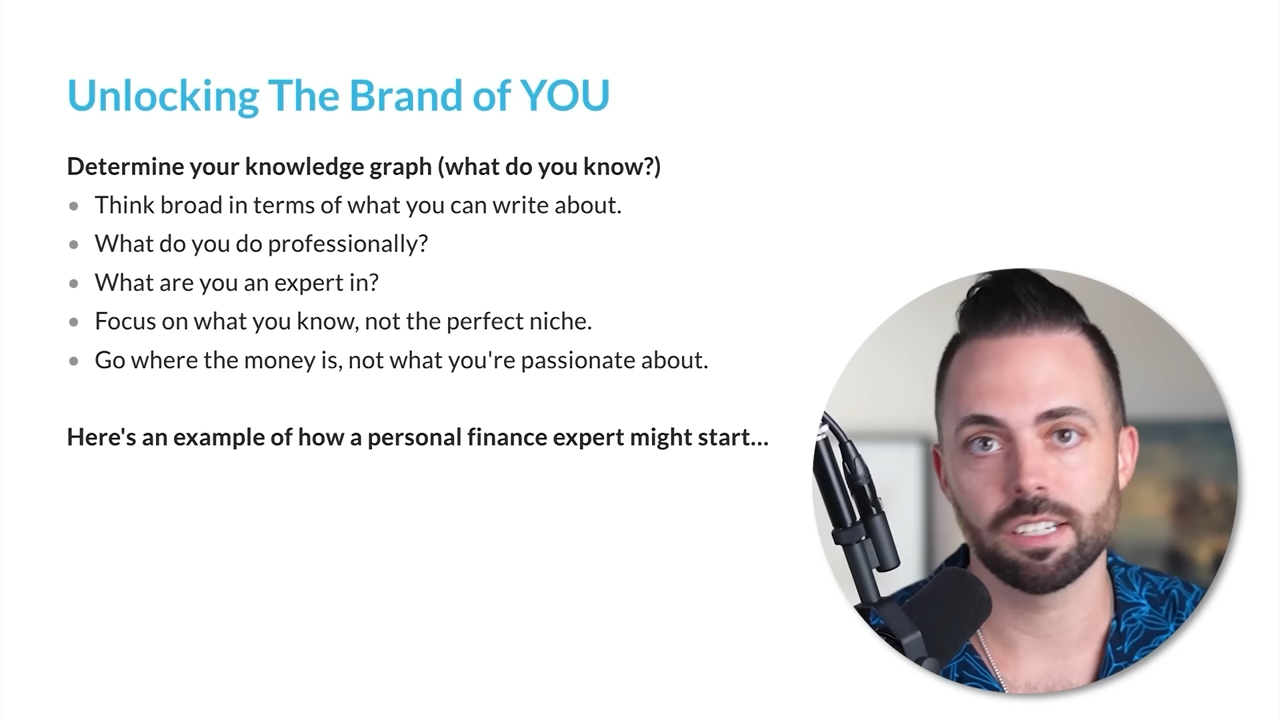 Unlocking The Brand of YOU
Determine your knowledge graph (what do you know?)
• Think broad in terms of what you can write about.
• What do you do professionally?
• What are you an expert in?
• Focus on what you know, not the perfect niche.
• Go where the money is, not what you're passionate about.
Here's an example of how a personal finance expert might start...